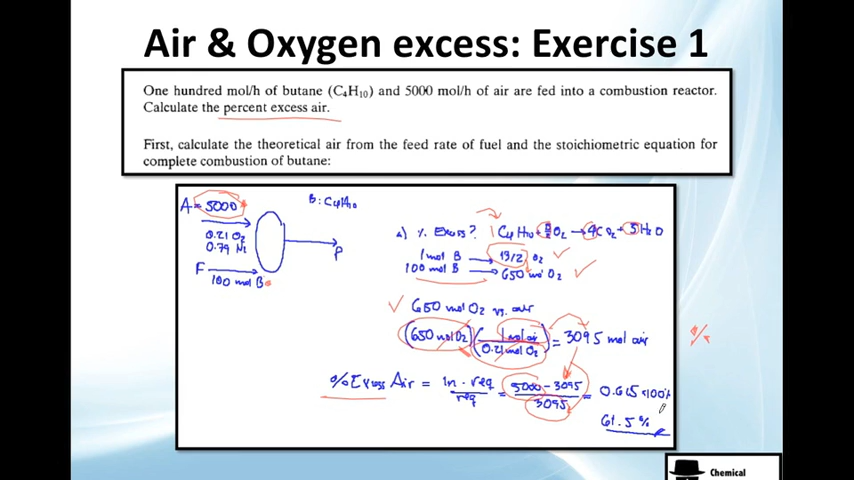 Air & Oxygen excess: Exercise 1
One hundred mol/h of butane (C₄H₁₀) and 5000 mol/h of air are fed into a combustion reactor.
Calculate the percent excess air.
First, calculate the theoretical air from the feed rate of fuel and the stoichiometric equation for
complete combustion of butane:
A = 5000
0.21 O₂
0.79 N₂
F
100 mol B
P
B: C₄H₁₀
a) % Excess? 1 C₄H₁₀ + 13/2 O₂ → 4CO₂ + 5H₂O
1 mol B → 13/2 O₂
100 mol B → 650 mol O₂
650 mol O₂ vs. air
(650 mol O₂)(1 mol air / 0.21 mol O₂) = 3095 mol air
% Excess Air = in - req / req = 5000 - 3095 / 3095 = 0.615 ×100%
61.5%
%
Chemical